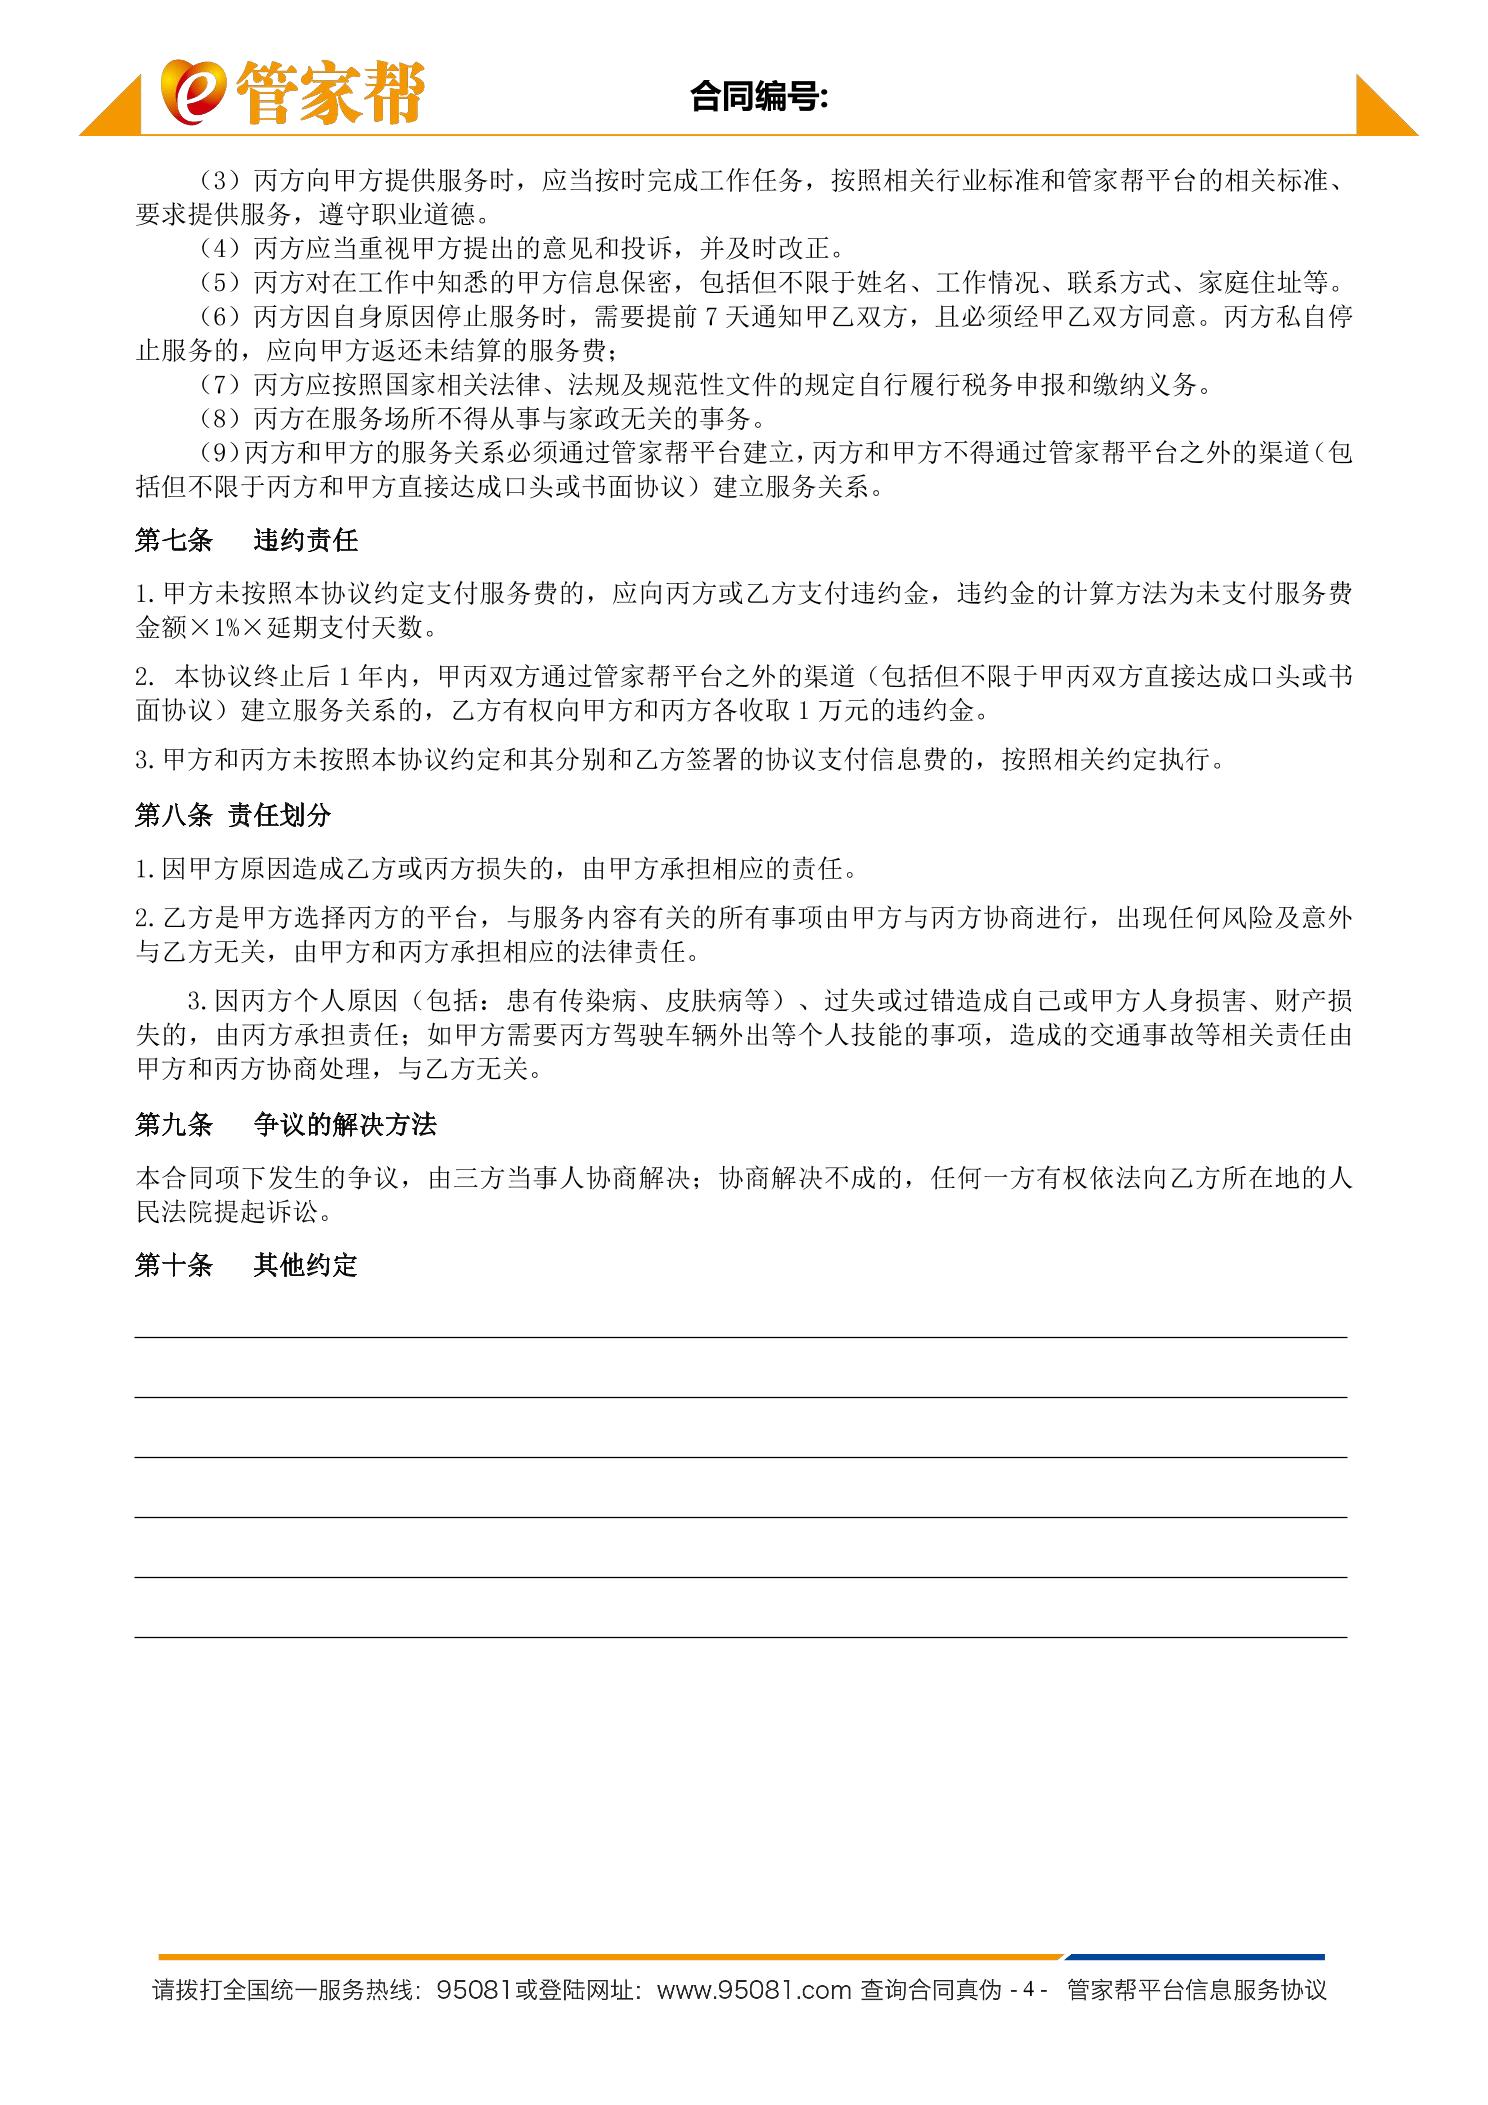 管家帮
合同编号:
（3）丙方向甲方提供服务时，应当按时完成工作任务，按照相关行业标准和管家帮平台的相关标准、
要求提供服务，遵守职业道德。
（4）丙方应当重视甲方提出的意见和投诉，并及时改正。
（5）丙方对在工作中知悉的甲方信息保密，包括但不限于姓名、工作情况、联系方式、家庭住址等。
（6）丙方因自身原因停止服务时，需要提前 7 天通知甲乙双方，且必须经甲乙双方同意。丙方私自停
止服务的，应向甲方返还未结算的服务费；
（7）丙方应按照国家相关法律、法规及规范性文件的规定自行履行税务申报和缴纳义务。
（8）丙方在服务场所不得从事与家政无关的事务。
（9）丙方和甲方的服务关系必须通过管家帮平台建立，丙方和甲方不得通过管家帮平台之外的渠道（包
括但不限于丙方和甲方直接达成口头或书面协议）建立服务关系。
第七条 违约责任
1.甲方未按照本协议约定支付服务费的，应向丙方或乙方支付违约金，违约金的计算方法为未支付服务费
金额×1%×延期支付天数。
2. 本协议终止后 1 年内，甲丙双方通过管家帮平台之外的渠道（包括但不限于甲丙双方直接达成口头或书
面协议）建立服务关系的，乙方有权向甲方和丙方各收取 1 万元的违约金。
3.甲方和丙方未按照本协议约定和其分别和乙方签署的协议支付信息费的，按照相关约定执行。
第八条 责任划分
1.因甲方原因造成乙方或丙方损失的，由甲方承担相应的责任。
2.乙方是甲方选择丙方的平台，与服务内容有关的所有事项由甲方与丙方协商进行，出现任何风险及意外
与乙方无关，由甲方和丙方承担相应的法律责任。
3.因丙方个人原因（包括：患有传染病、皮肤病等）、过失或过错造成自己或甲方人身损害、财产损
失的，由丙方承担责任；如甲方需要丙方驾驶车辆外出等个人技能的事项，造成的交通事故等相关责任由
甲方和丙方协商处理，与乙方无关。
第九条 争议的解决方法
本合同项下发生的争议，由三方当事人协商解决；协商解决不成的，任何一方有权依法向乙方所在地的人
民法院提起诉讼。
第十条 其他约定
请拨打全国统一服务热线：95081或登陆网址：www.95081.com 查询合同真伪 - 4 - 管家帮平台信息服务协议